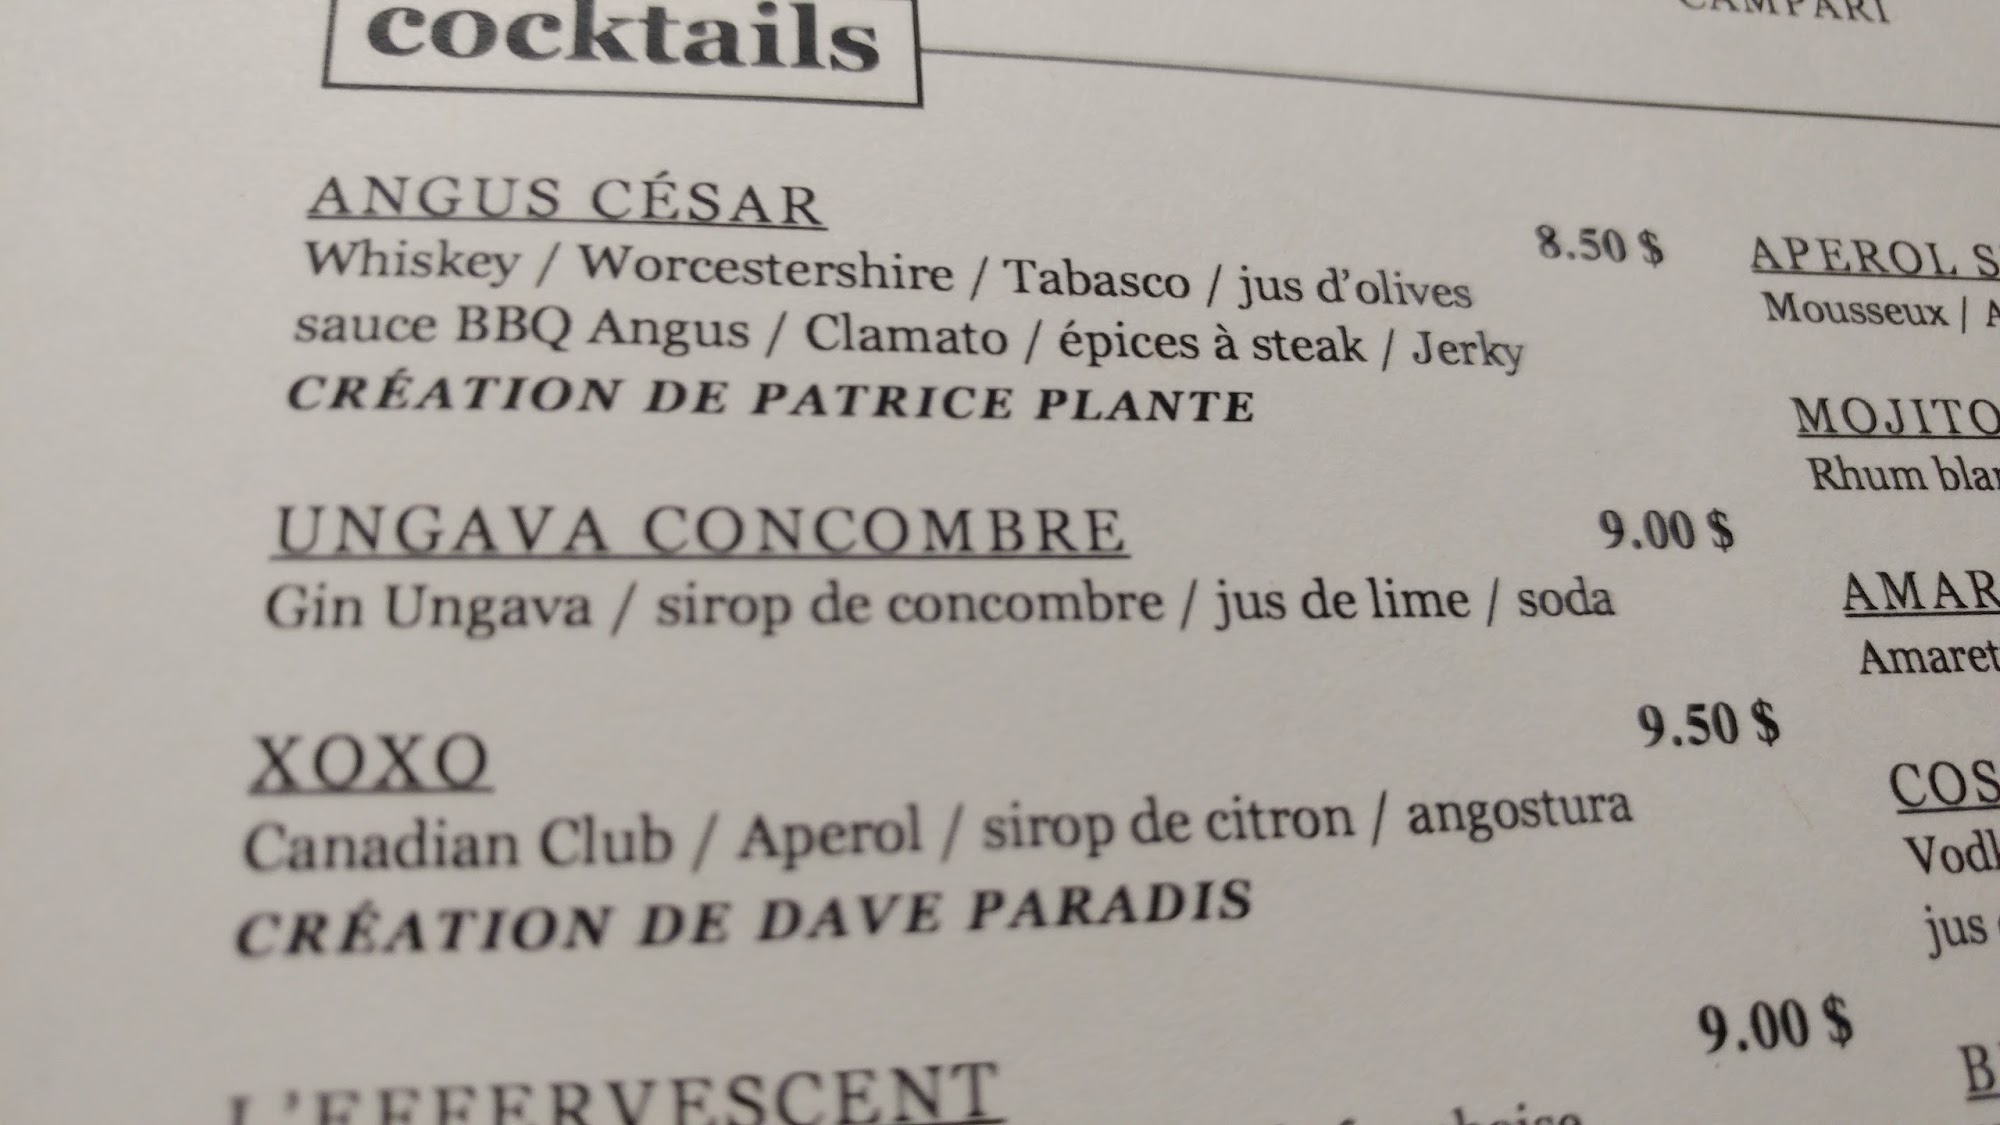 cocktails
CAMPARI
ANGUS CÉSAR 8.50 $
Whiskey / Worcestershire / Tabasco / jus d'olives
sauce BBQ Angus / Clamato / épices à steak / Jerky
CRÉATION DE PATRICE PLANTE
UNGAVA CONCOMBRE 9.00 $
Gin Ungava / sirop de concombre / jus de lime / soda
XOXO 9.50 $
Canadian Club / Aperol / sirop de citron / angostura
CRÉATION DE DAVE PARADIS
L'EFFERVESCENT 9.00 $
APEROL
Mousseux |
MOJITO
Rhum
jus